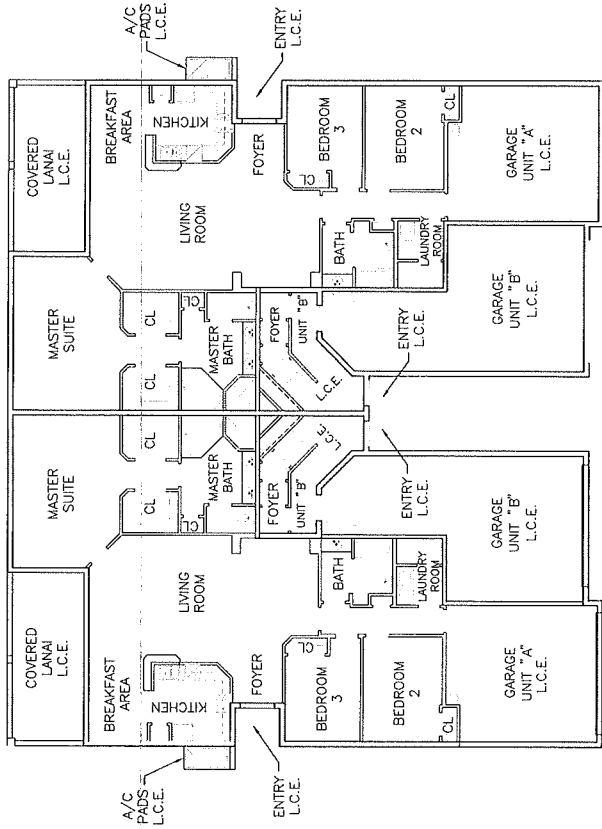 COVERED
LANAI
L.C.E.
BREAKFAST
AREA
KITCHEN
A/C
PADS
L.C.E.
ENTRY
L.C.E.
FOYER
LIVING
ROOM
MASTER
SUITE
CL
CL
CL
MASTER
BATH
FOYER
UNIT "B"
L.C.E.
BATH
LAUNDRY
ROOM
BEDROOM
3
CL
BEDROOM
2
CL
GARAGE
UNIT "A"
L.C.E.
GARAGE
UNIT "B"
L.C.E.
ENTRY
L.C.E.
MASTER
SUITE
CL
CL
CL
MASTER
BATH
FOYER
UNIT "B"
L.C.E.
ENTRY
L.C.E.
COVERED
LANAI
L.C.E.
BREAKFAST
AREA
KITCHEN
A/C
PADS
L.C.E.
ENTRY
L.C.E.
FOYER
LIVING
ROOM
BATH
LAUNDRY
ROOM
BEDROOM
3
CL
BEDROOM
2
CL
GARAGE
UNIT "B"
L.C.E.
GARAGE
UNIT "A"
L.C.E.